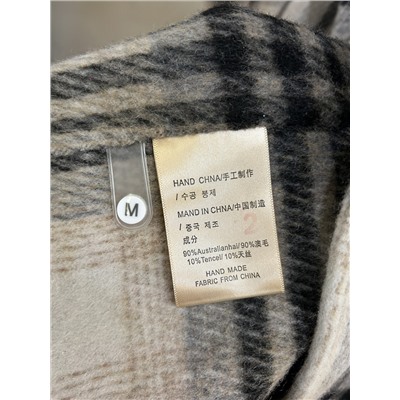 M
HAND CHNA/手工制作
/ 수공 봉제
MAND IN CHINA/中国制造
/ 중국 제조
成分
90%Australianhai/90%澳毛
10%Tencel/10%天丝
HAND MADE
FABRIC FROM CHINA
2